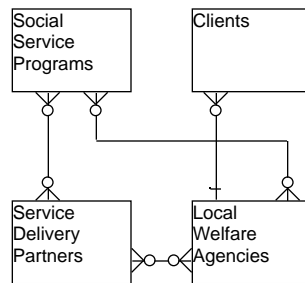 Social
Service
Programs
Clients
Service
Delivery
Partners
Local
Welfare
Agencies